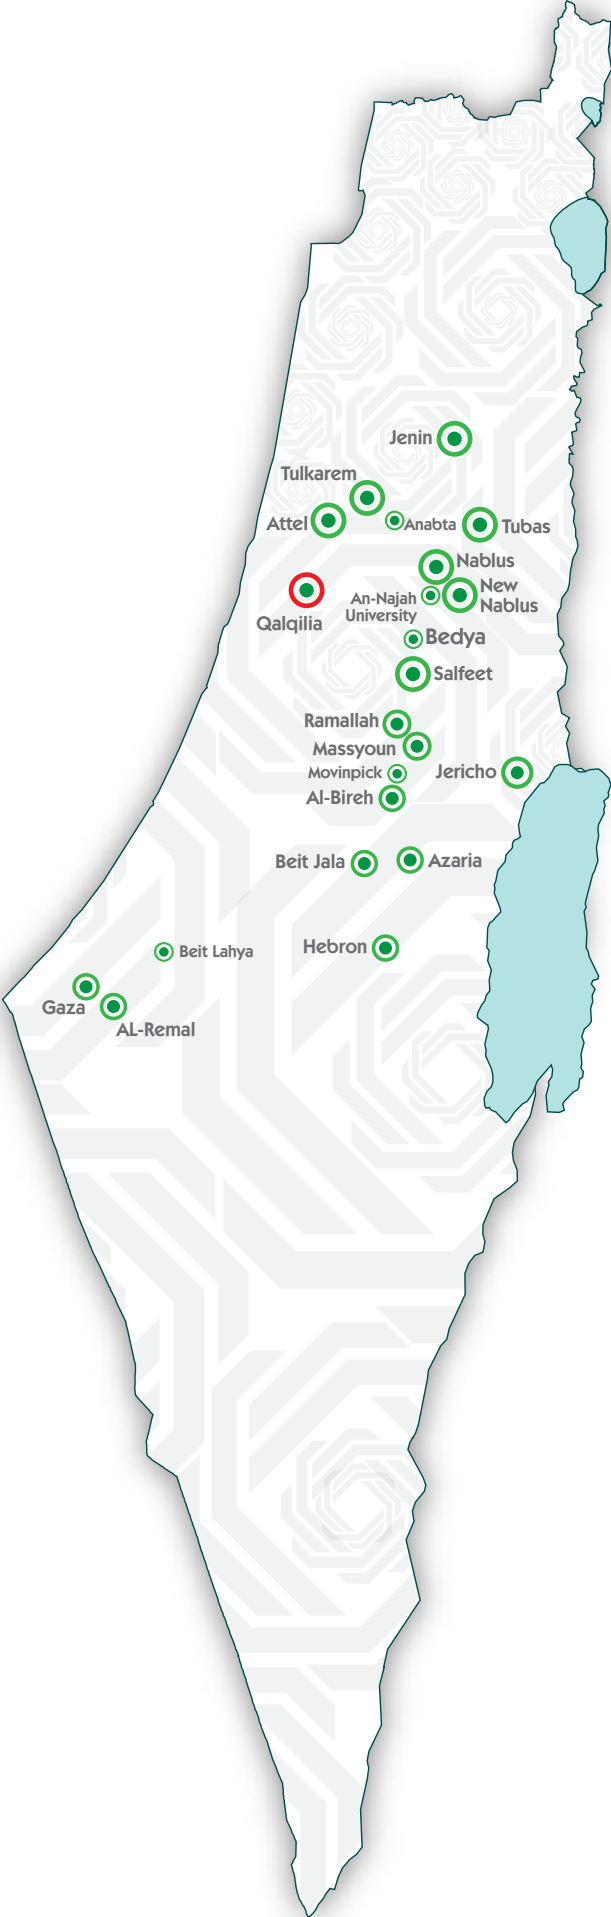 Jenin
Tulkarem
Attel
Anabta
Tubas
Nablus
New
Nablus
An-Najah
University
Qalqilia
Bedya
Salfeet
Ramallah
Massyoun
Movinpick
Jericho
Al-Bireh
Beit Jala
Azaria
Hebron
Beit Lahya
Gaza
AL-Remal